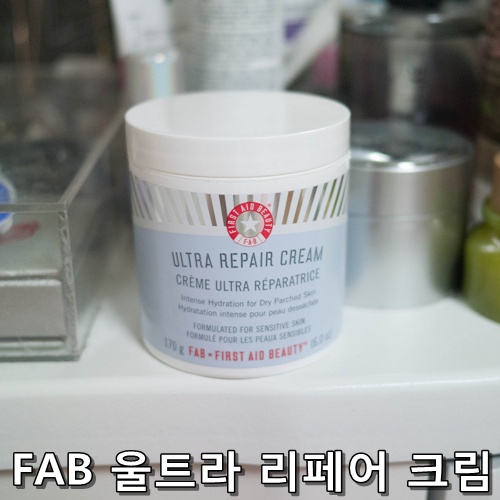 FIRST AID BEAUTY
FAB
ULTRA REPAIR CREAM
CRÈME ULTRA RÉPARATRICE
Intense Hydration for Dry Parched Skin
Hydratation intense pour peau desséchée
FORMULATED FOR SENSITIVE SKIN
FORMULÉ POUR LES PEAUX SENSIBLES
170 g FAB • FIRST AID BEAUTY™ (6.0 oz)
FAB 울트라 리페어 크림